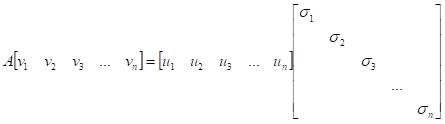 A[v₁ v₂ v₃ ... vₙ] = [u₁ u₂ u₃ ... uₙ] [σ₁ σ₂ σ₃ ... σₙ]